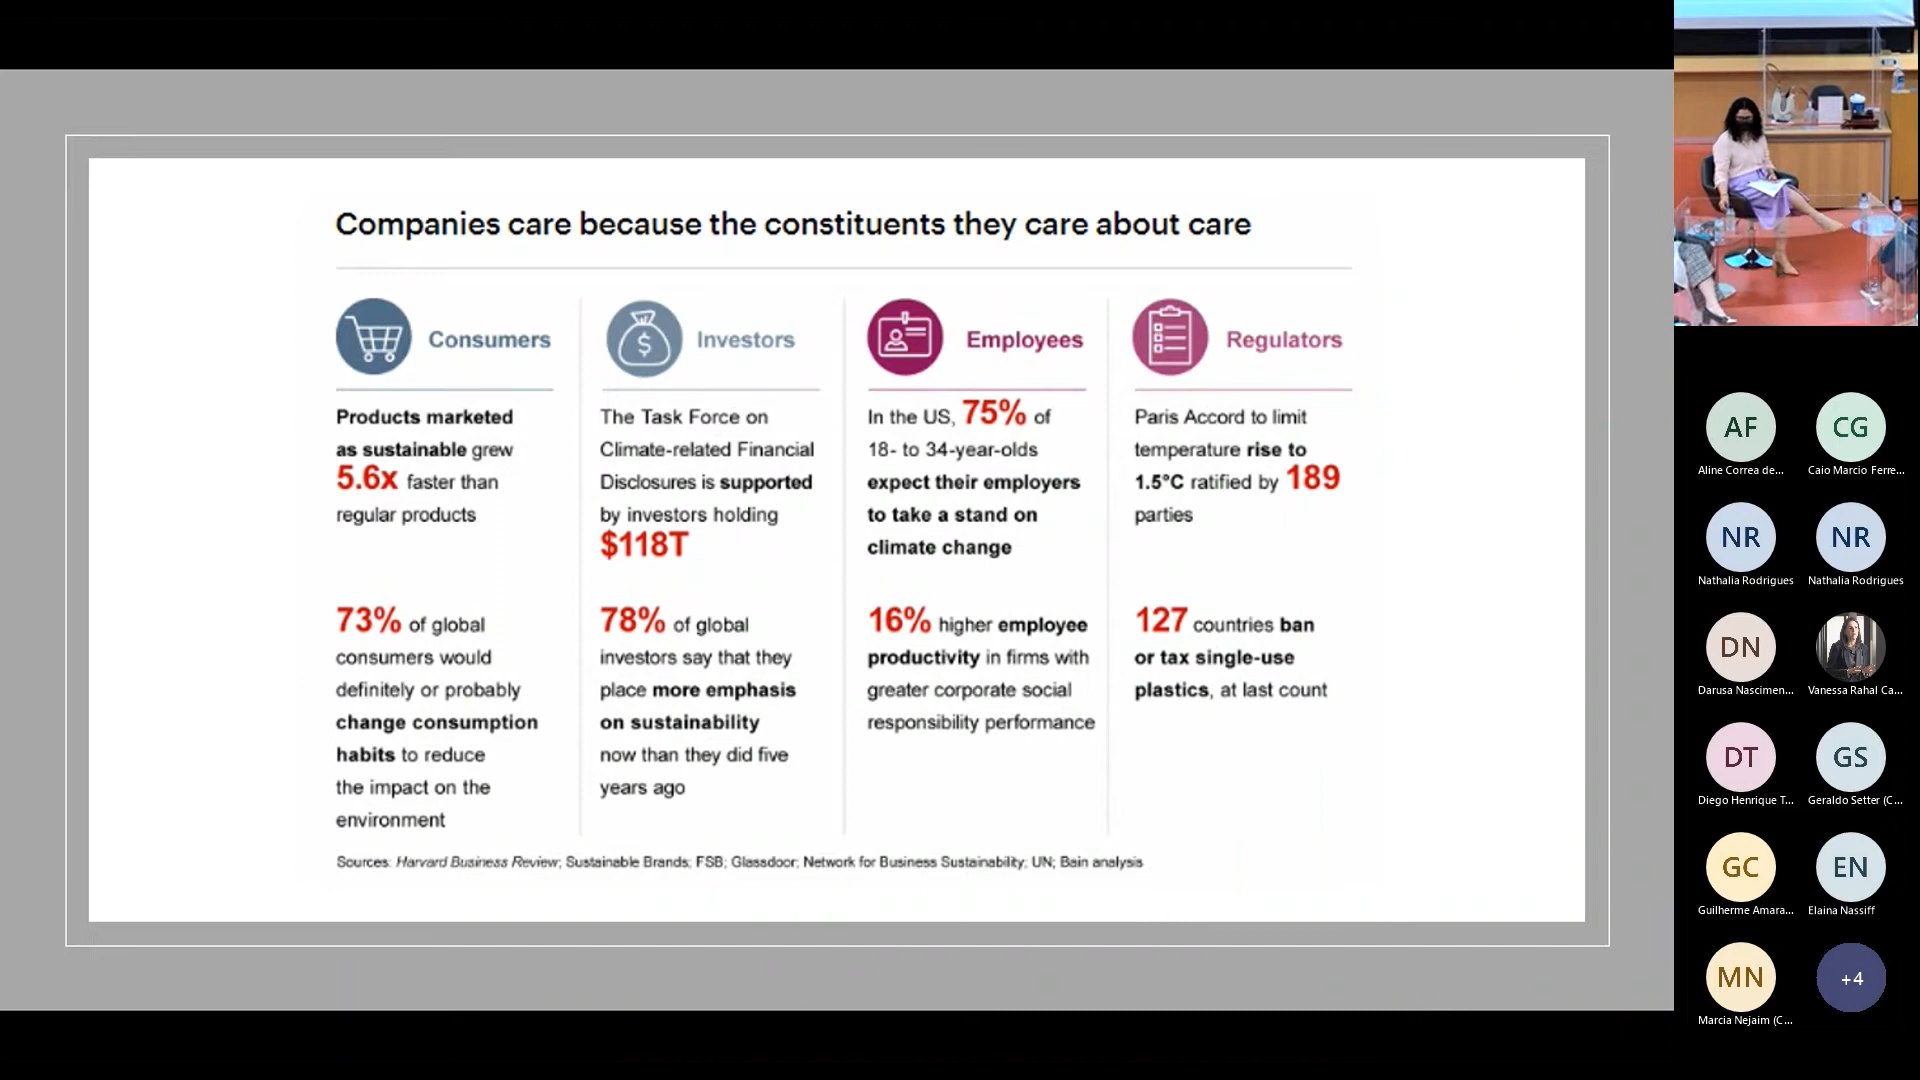 Companies care because the constituents they care about care
Consumers
Products marketed
as sustainable grew
5.6x faster than
regular products
73% of global
consumers would
definitely or probably
change consumption
habits to reduce
the impact on the
environment
Investors
The Task Force on
Climate-related Financial
Disclosures is supported
by investors holding
$118T
78% of global
investors say that they
place more emphasis
on sustainability
now than they did five
years ago
Employees
In the US, 75% of
18- to 34-year-olds
expect their employers
to take a stand on
climate change
16% higher employee
productivity in firms with
greater corporate social
responsibility performance
Regulators
Paris Accord to limit
temperature rise to
1.5°C ratified by 189
parties
127 countries ban
or tax single-use
plastics, at last count
Sources: Harvard Business Review; Sustainable Brands; FSB; Glassdoor; Network for Business Sustainability; UN; Bain analysis
AF
Aline Correa de...
CG
Caio Marcio Ferre...
NR
Nathalia Rodrigues
NR
Nathalia Rodrigues
DN
Darusa Nascimen...
Vanessa Rahal Ca...
DT
Diego Henrique T...
GS
Geraldo Setter (C...
GC
Guilherme Amara...
EN
Elaina Nassiff
MN
Marcia Nejaim (C...
+4